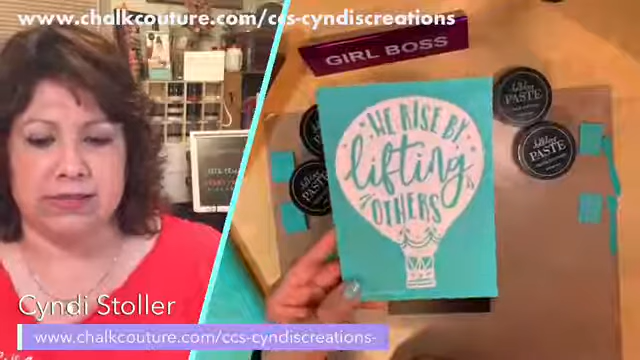 www.chalkcouture.com/ccs-cyndiscreations
GIRL BOSS
WE RISE BY
lifting
OTHERS
PASTE
PASTE
PASTE
Cyndi Stoller
www.chalkcouture.com/ccs-cyndiscreations-